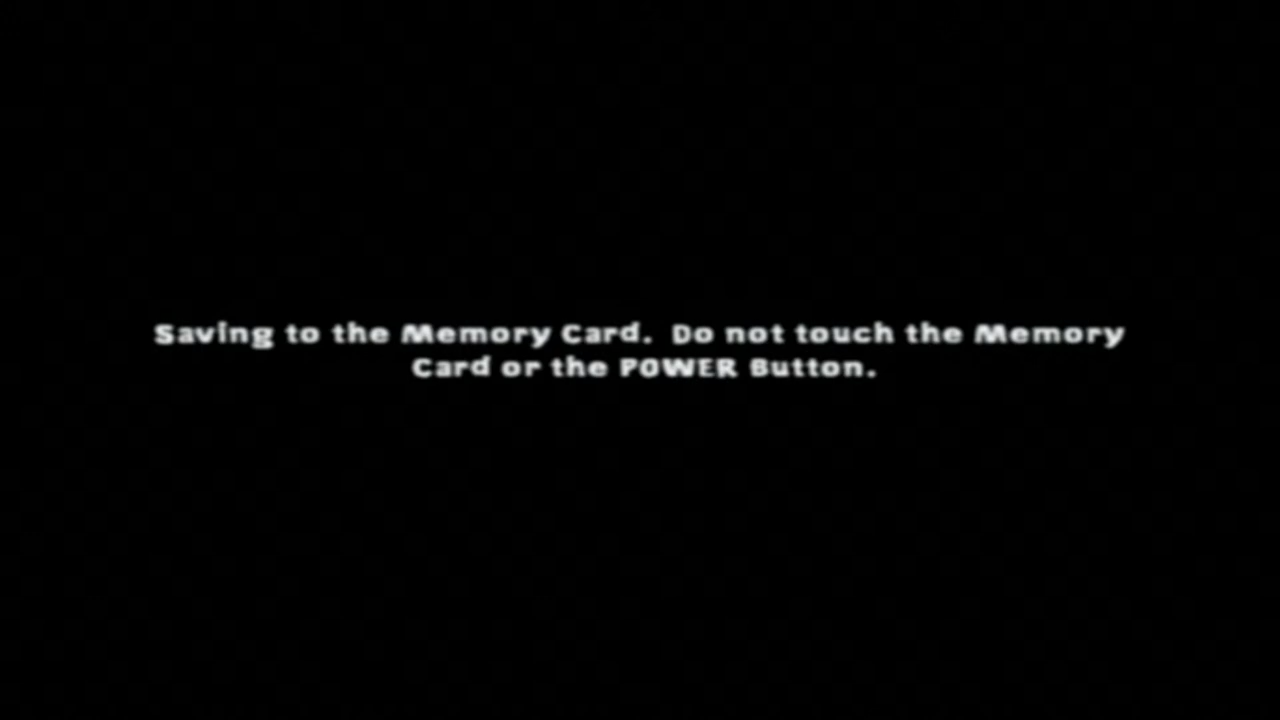 Saving to the Memory Card.  Do not touch the Memory
Card or the POWER Button.